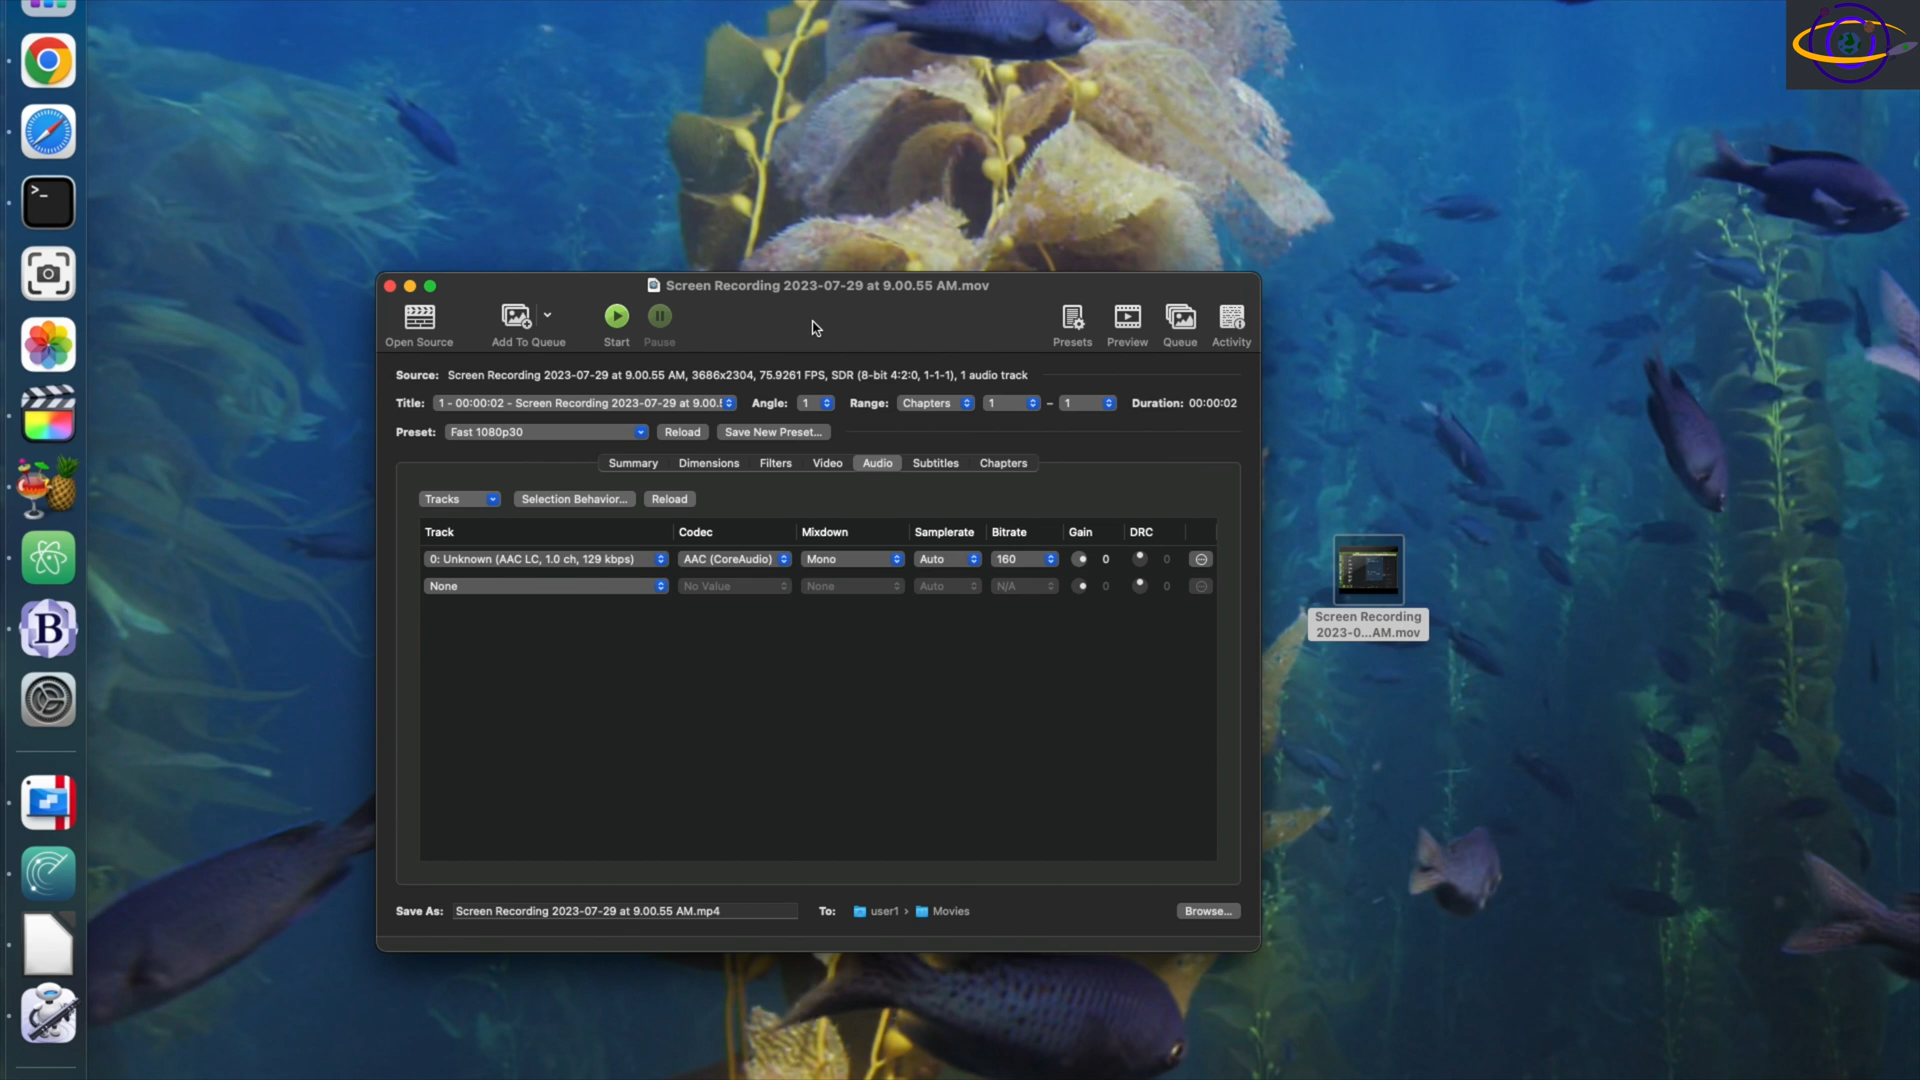 Screen Recording 2023-07-29 at 9.00.55 AM.mov
Open Source
Add To Queue
Start
Pause
Presets
Preview
Queue
Activity
Source: Screen Recording 2023-07-29 at 9.00.55 AM, 3686x2304, 75.9261 FPS, SDR (8-bit 4:2:0, 1-1-1), 1 audio track
Title: 1 - 00:00:02 - Screen Recording 2023-07-29 at 9.00. Angle: 1 Range: Chapters 1 - 1 Duration: 00:00:02
Preset: Fast 1080p30 Reload Save New Preset...
Summary Dimensions Filters Video Audio Subtitles Chapters
Tracks Selection Behavior... Reload
Track Codec Mixdown Samplerate Bitrate Gain DRC
0: Unknown (AAC LC, 1.0 ch, 129 kbps) AAC (CoreAudio) Mono Auto 160 0 0
None No Value None Auto N/A 0 0
Save As: Screen Recording 2023-07-29 at 9.00.55 AM.mp4 To: user1 › Movies Browse...
Screen Recording
2023-0...AM.mov
>_
B